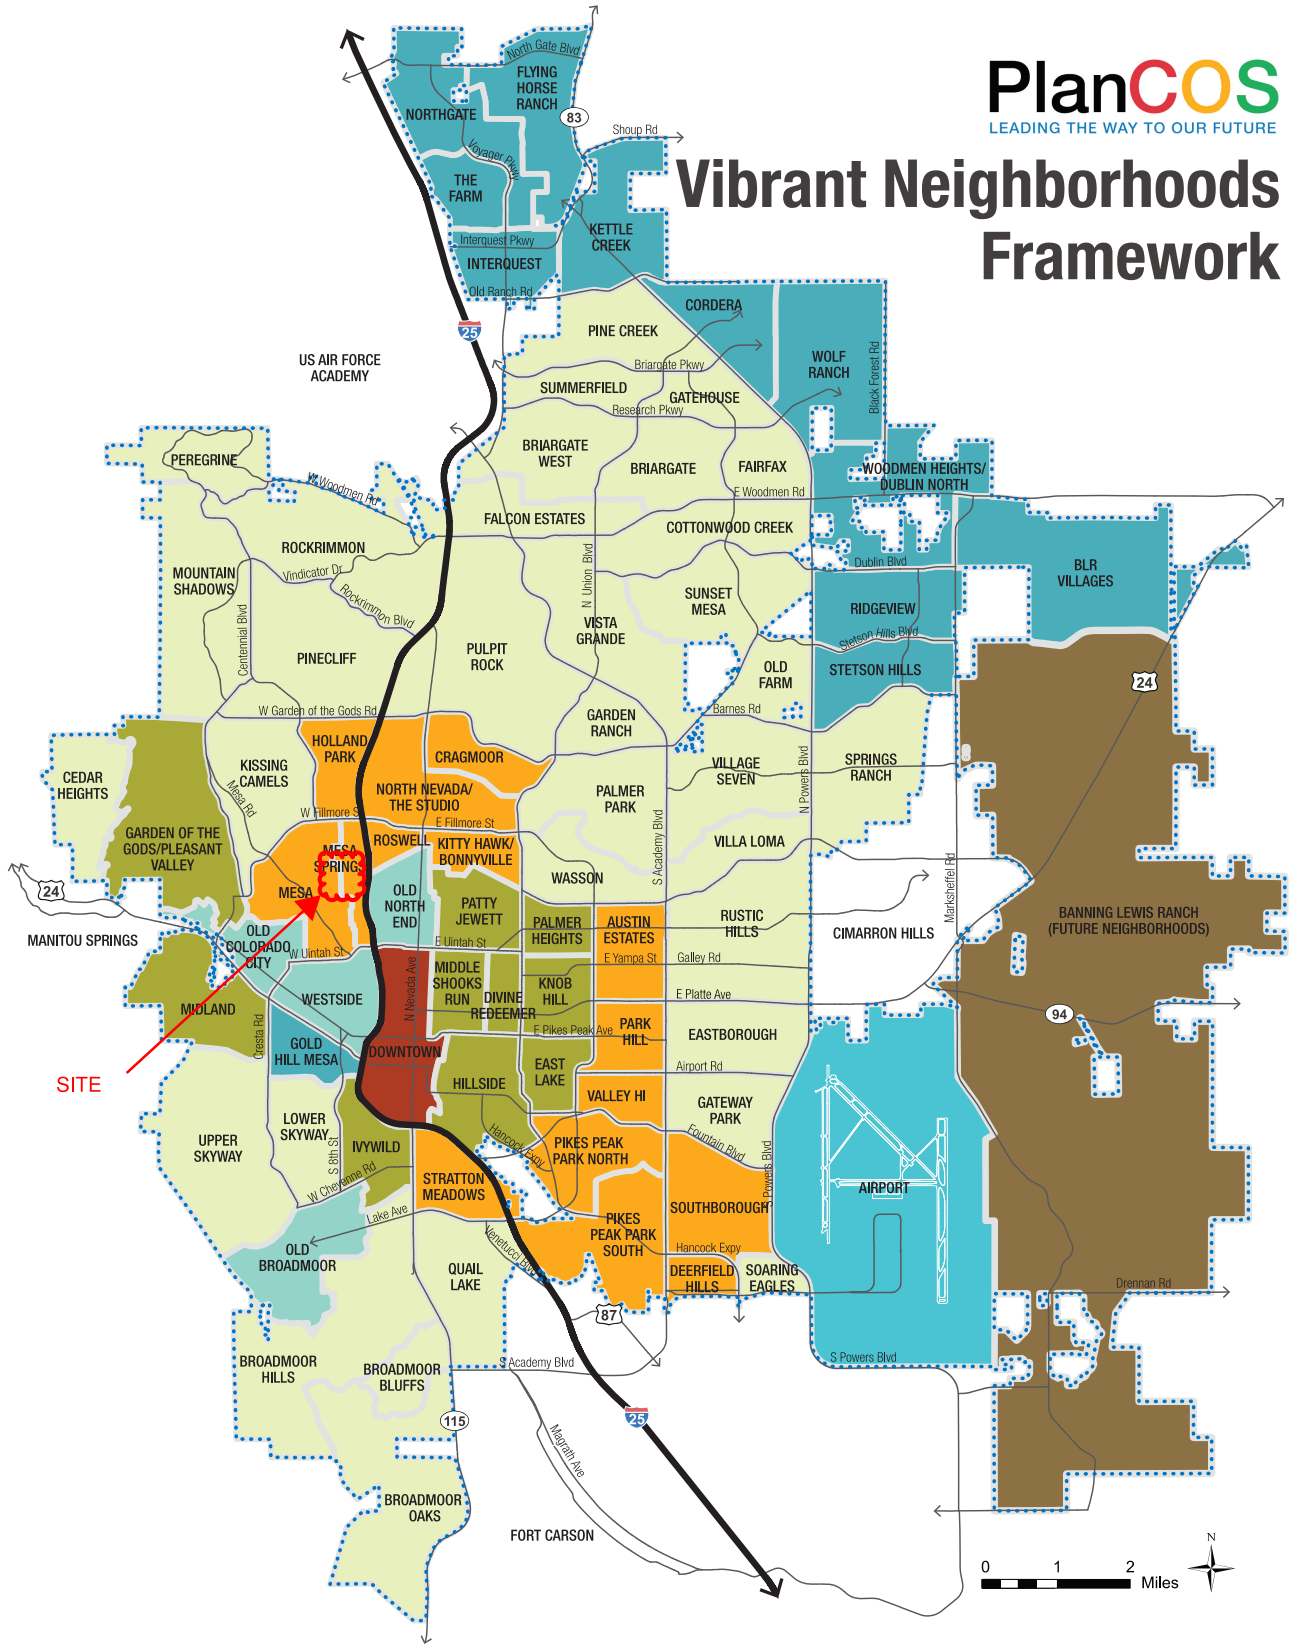 PlanCOS
LEADING THE WAY TO OUR FUTURE
Vibrant Neighborhoods
Framework
North Gate Blvd
FLYING
HORSE
RANCH
NORTHGATE
83
Shoup Rd
Voyager Pkwy
THE
FARM
KETTLE
CREEK
Interquest Pkwy
INTERQUEST
Old Ranch Rd
25
CORDERA
PINE CREEK
US AIR FORCE
ACADEMY
WOLF
RANCH
Black Forest Rd
Briargate Pkwy
SUMMERFIELD
GATEHOUSE
Research Pkwy
BRIARGATE
WEST
BRIARGATE
FAIRFAX
PEREGRINE
W Woodmen Rd
WOODMEN HEIGHTS/
DUBLIN NORTH
E Woodmen Rd
FALCON ESTATES
COTTONWOOD CREEK
ROCKRIMMON
Vindicator Dr
MOUNTAIN
SHADOWS
Rockrimmon Blvd
Centennial Blvd
N Union Blvd
Dublin Blvd
BLR
VILLAGES
SUNSET
MESA
RIDGEVIEW
VISTA
GRANDE
Stetson Hills Blvd
PINECLIFF
PULPIT
ROCK
OLD
FARM
STETSON HILLS
24
W Garden of the Gods Rd
Barnes Rd
GARDEN
RANCH
HOLLAND
PARK
CRAGMOOR
KISSING
CAMELS
CEDAR
HEIGHTS
VILLAGE
SEVEN
SPRINGS
RANCH
N Powers Blvd
Mesa Rd
NORTH NEVADA/
THE STUDIO
PALMER
PARK
W Fillmore St
E Fillmore St
GARDEN OF THE
GODS/PLEASANT
VALLEY
ROSWELL
KITTY HAWK/
BONNYVILLE
S Academy Blvd
VILLA LOMA
MESA
SPRINGS
WASSON
24
MESA
OLD
NORTH
END
PATTY
JEWETT
Marksheffel Rd
MANITOU SPRINGS
OLD
COLORADO
CITY
W Uintah St
E Uintah St
PALMER
HEIGHTS
AUSTIN
ESTATES
RUSTIC
HILLS
CIMARRON HILLS
BANNING LEWIS RANCH
(FUTURE NEIGHBORHOODS)
E Yampa St
Galley Rd
MIDDLE
SHOOKS
RUN
N Nevada Ave
DIVINE
REDEEMER
KNOB
HILL
E Platte Ave
WESTSIDE
MIDLAND
94
Cresta Rd
E Pikes Peak Ave
PARK
HILL
EASTBOROUGH
GOLD
HILL MESA
DOWNTOWN
SITE
HILLSIDE
EAST
LAKE
Airport Rd
VALLEY HI
GATEWAY
PARK
LOWER
SKYWAY
UPPER
SKYWAY
IVYWILD
S 8th St
Hancock Expy
PIKES PEAK
PARK NORTH
Fountain Blvd
S Powers Blvd
W Cheyenne Rd
STRATTON
MEADOWS
AIRPORT
SOUTHBOROUGH
Lake Ave
PIKES
PEAK PARK
SOUTH
OLD
BROADMOOR
Venetucci Blvd
Hancock Expy
QUAIL
LAKE
DEERFIELD
HILLS
SOARING
EAGLES
Drennan Rd
87
S Academy Blvd
S Powers Blvd
BROADMOOR
HILLS
BROADMOOR
BLUFFS
115
25
Magrath Ave
BROADMOOR
OAKS
FORT CARSON
N
0 1 2
Miles